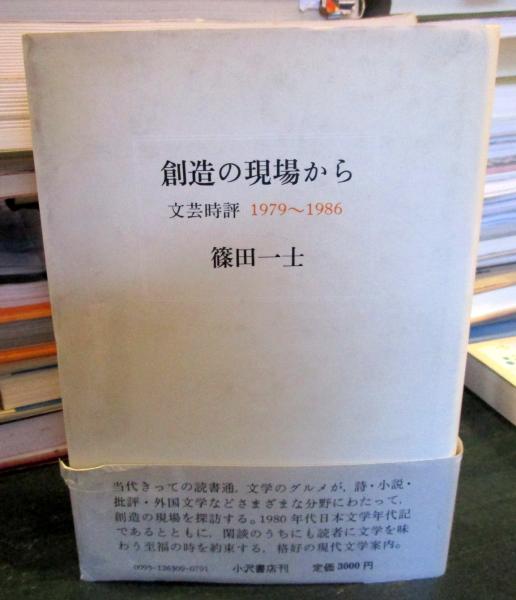 創造の現場から
文芸時評 1979〜1986
篠田一士
当代きっての読書通，文学のグルメが，詩・小説・
批評・外国文学などさまざまな分野にわたって，
創造の現場を探訪する。1980年代日本文学年代記
であるとともに，閑談のうちにも読者に文学を味
わう至福の時を約束する，格好の現代文学案内。
0095-136309-0791 小沢書店刊 定価 3000円